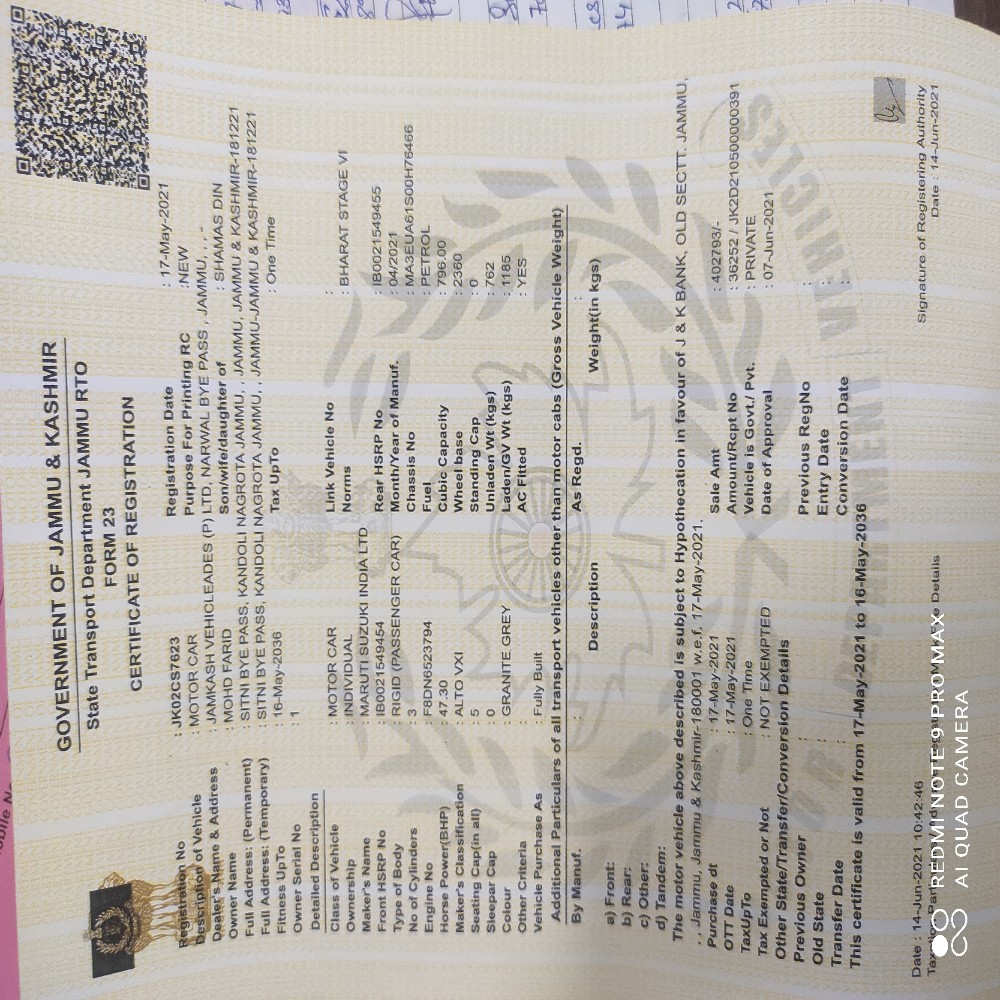 GOVERNMENT OF JAMMU & KASHMIR
State Transport Department JAMMU RTO
FORM 23
CERTIFICATE OF REGISTRATION
Registration No : JK02CS7623 Registration Date : 17-May-2021
Description of Vehicle : MOTOR CAR Purpose For Printing RC :NEW
Dealer's Name & Address : JAMKASH VEHICLEADES (P) LTD, NARWAL BYE PASS , JAMMU, , , -
Owner Name : MOHD FARID Son/wife/daughter of : SHAMAS DIN
Full Address: (Permanent) : SITNI BYE PASS, KANDOLI NAGROTA JAMMU, , JAMMU, JAMMU & KASHMIR-181221
Full Address: (Temporary) : SITNI BYE PASS, KANDOLI NAGROTA JAMMU, , JAMMU-JAMMU & KASHMIR-181221
Fitness UpTo : 16-May-2036 Tax UpTo : One Time
Owner Serial No : 1
Detailed Description
Class of Vehicle : MOTOR CAR Link Vehicle No :
Ownership : INDIVIDUAL Norms : BHARAT STAGE VI
Maker's Name : MARUTI SUZUKI INDIA LTD
Front HSRP No : IB0021549454 Rear HSRP No : IB0021549455
Type of Body : RIGID (PASSENGER CAR) Month/Year of Manuf. : 04/2021
No of Cylinders : 3 Chassis No : MA3EUA61S00H76466
Engine No : F8DN6523794 Fuel : PETROL
Horse Power(BHP) : 47.30 Cubic Capacity : 796.00
Maker's Classification : ALTO VXI Wheel base : 2360
Seating Cap(in all) : 5 Standing Cap : 0
Sleepar Cap : 0 Unladen Wt (kgs) : 762
Colour : GRANITE GREY Laden/GV Wt (kgs) : 1185
Other Criteria : AC Fitted : YES
Vehicle Purchase As : Fully Built
Additional Particulars of all transport vehicles other than motor cabs (Gross Vehicle Weight)
By Manuf. : As Regd. :
Description Weight(in kgs)
a) Front:
b) Rear:
c) Other:
d) Tandem:
The motor vehicle above described is subject to Hypothecation in favour of J & K BANK, OLD SECTT. JAMMU,
, , Jammu, Jammu & Kashmir-180001 w.e.f. 17-May-2021.
Purchase dt : 17-May-2021 Sale Amt : 402793/-
OTT Date : 17-May-2021 Amount/Rcpt No : 36252 / JK2D210500000391
TaxUpTo : One Time Vehicle is Govt./ Pvt. : PRIVATE
Tax Exempted or Not : NOT EXEMPTED Date of Approval : 07-Jun-2021
Other State/Transfer/Conversion Details
Previous Owner : Previous RegNo :
Old State : Entry Date :
Transfer Date : Conversion Date :
This certificate is valid from 17-May-2021 to 16-May-2036
Date : 14-Jun-2021 10:42:46
Signature of Registering Authority
Date : 14-Jun-2021
Details
REDMI NOTE 9 PRO MAX
AI QUAD CAMERA